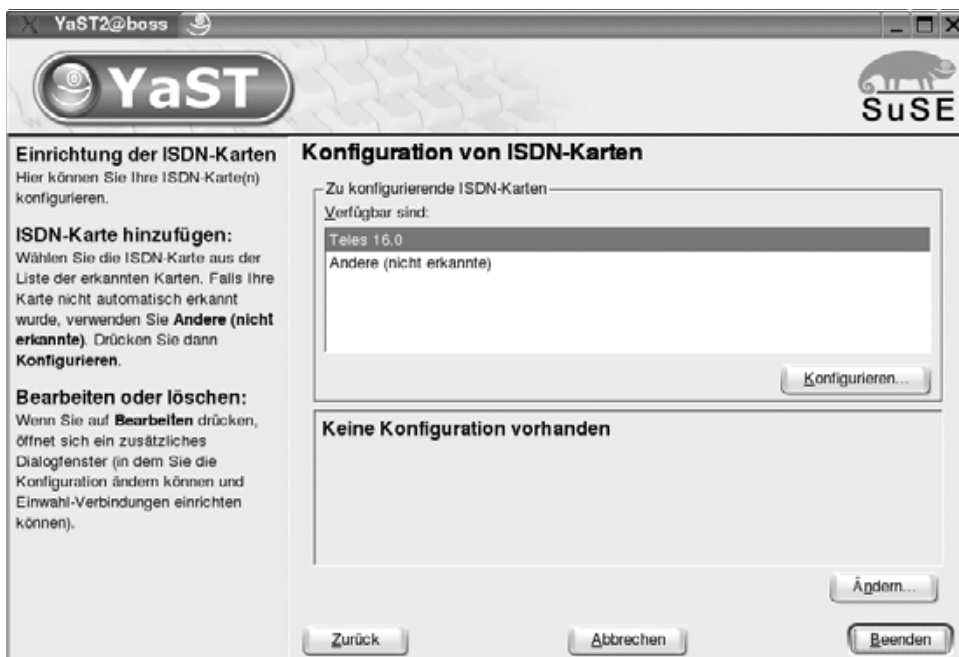 YaST2@boss
YaST
SuSE
Einrichtung der ISDN-Karten
Hier können Sie Ihre ISDN-Karte(n)
konfigurieren.
ISDN-Karte hinzufügen:
Wählen Sie die ISDN-Karte aus der
Liste der erkannten Karten. Falls Ihre
Karte nicht automatisch erkannt
wurde, verwenden Sie Andere (nicht
erkannte). Drücken Sie dann
Konfigurieren.
Bearbeiten oder löschen:
Wenn Sie auf Bearbeiten drücken,
öffnet sich ein zusätzliches
Dialogfenster (in dem Sie die
Konfiguration ändern können und
Einwahl-Verbindungen einrichten
können).
Konfiguration von ISDN-Karten
Zu konfigurierende ISDN-Karten
Verfügbar sind:
Teles 16.0
Andere (nicht erkannte)
Konfigurieren...
Keine Konfiguration vorhanden
Ändern...
Zurück
Abbrechen
Beenden